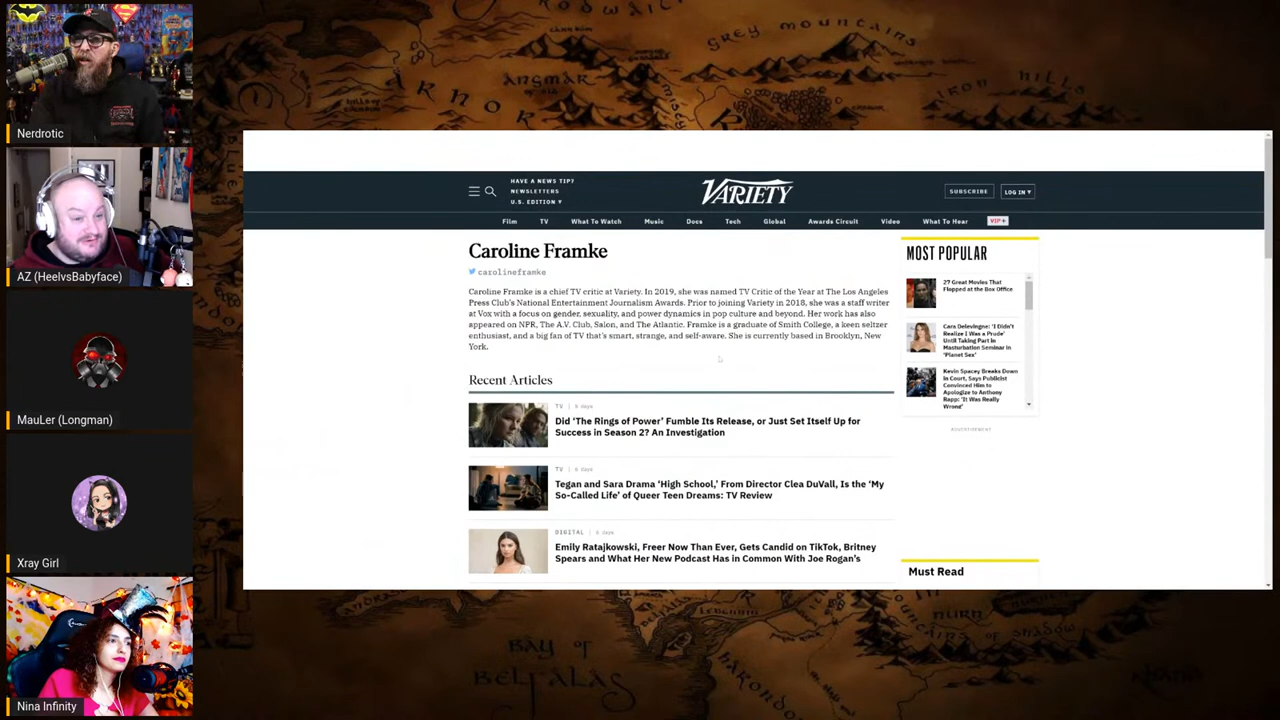 Nerdrotic
AZ (HeelvsBabyface)
MauLer (Longman)
Xray Girl
Nina Infinity
GREY MOUNTAINS
ANGMAR
BAY OF
BELFALAS
HAVE A NEWS TIP?
NEWSLETTERS
U.S. EDITION
VARIETY
SUBSCRIBE
LOG IN
Film TV What To Watch Music Docs Tech Global Awards Circuit Video What To Hear VIP+
Caroline Framke
carolineframke
Caroline Framke is a chief TV critic at Variety. In 2019, she was named TV Critic of the Year at The Los Angeles
Press Club's National Entertainment Journalism Awards. Prior to joining Variety in 2018, she was a staff writer
at Vox with a focus on gender, sexuality, and power dynamics in pop culture and beyond. Her work has also
appeared on NPR, The A.V. Club, Salon, and The Atlantic. Framke is a graduate of Smith College, a keen seltzer
enthusiast, and a big fan of TV that's smart, strange, and self-aware. She is currently based in Brooklyn, New
York.
Recent Articles
TV |
Did 'The Rings of Power' Fumble Its Release, or Just Set Itself Up for
Success in Season 2? An Investigation
TV |
Tegan and Sara Drama 'High School,' From Director Clea DuVall, Is the 'My
So-Called Life' of Queer Teen Dreams: TV Review
DIGITAL |
Emily Ratajkowski, Freer Now Than Ever, Gets Candid on TikTok, Britney
Spears and What Her New Podcast Has in Common With Joe Rogan's
MOST POPULAR
27 Great Movies That
Flopped at the Box Office
Cara Delevingne: 'I Didn't
Realize I Was a Prude'
Until Taking Part in
Masturbation Seminar in
'Planet Sex'
Kevin Spacey Breaks Down
in Court, Says Publicist
Convinced Him to
Apologize to Anthony
Rapp: 'It Was Really
Wrong'
ADVERTISEMENT
Must Read